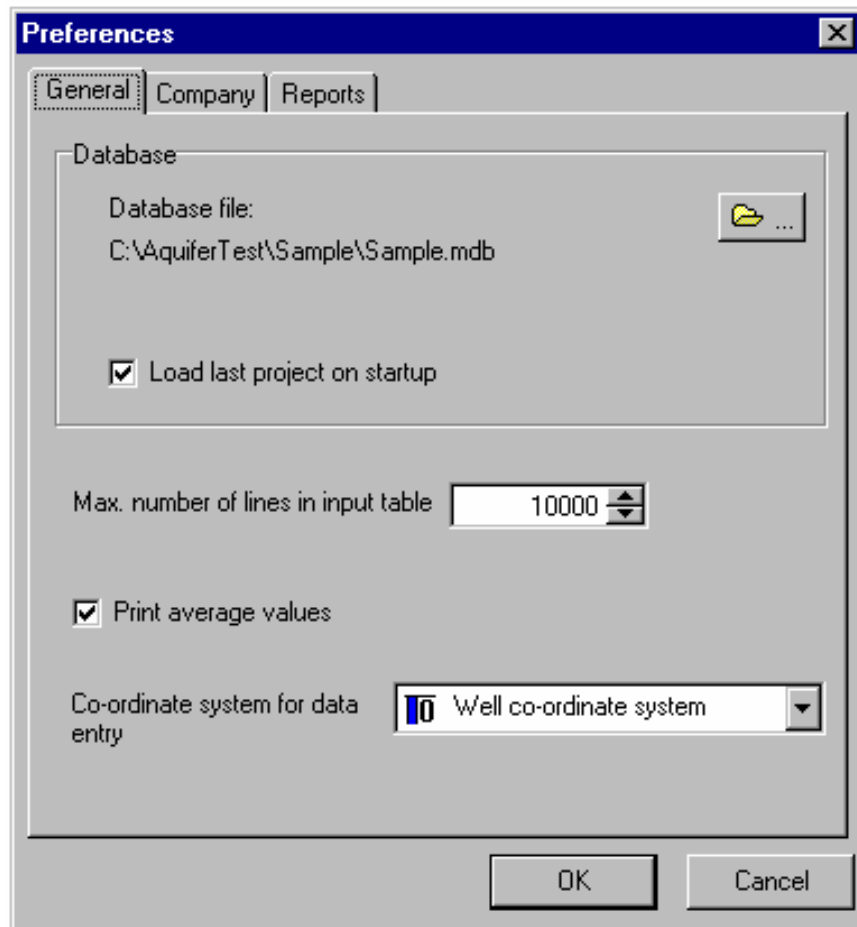 Preferences
General Company Reports
Database
Database file:
...
C:\AquiferTest\Sample\Sample.mdb
Load last project on startup
Max. number of lines in input table 10000
Print average values
Co-ordinate system for data
entry
0 Well co-ordinate system
OK Cancel